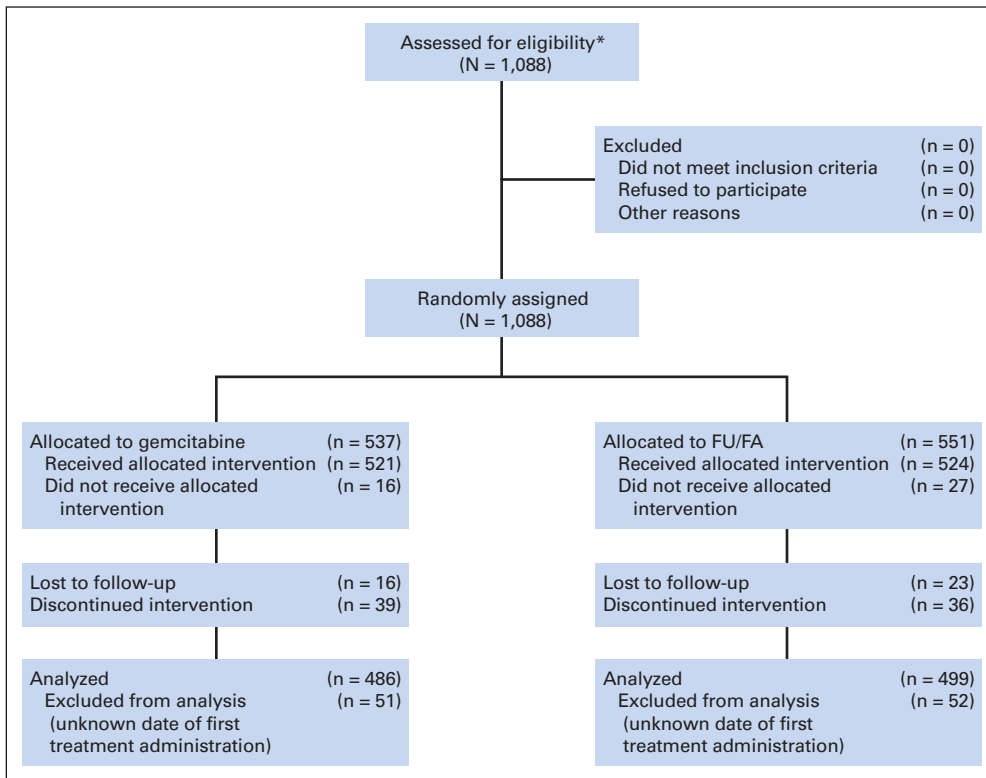 Assessed for eligibility*
(N = 1,088)
Excluded (n = 0)
Did not meet inclusion criteria (n = 0)
Refused to participate (n = 0)
Other reasons (n = 0)
Randomly assigned
(N = 1,088)
Allocated to gemcitabine (n = 537)
Received allocated intervention (n = 521)
Did not receive allocated (n = 16)
intervention
Allocated to FU/FA (n = 551)
Received allocated intervention (n = 524)
Did not receive allocated (n = 27)
intervention
Lost to follow-up (n = 16)
Discontinued intervention (n = 39)
Lost to follow-up (n = 23)
Discontinued intervention (n = 36)
Analyzed (n = 486)
Excluded from analysis (n = 51)
(unknown date of first
treatment administration)
Analyzed (n = 499)
Excluded from analysis (n = 52)
(unknown date of first
treatment administration)